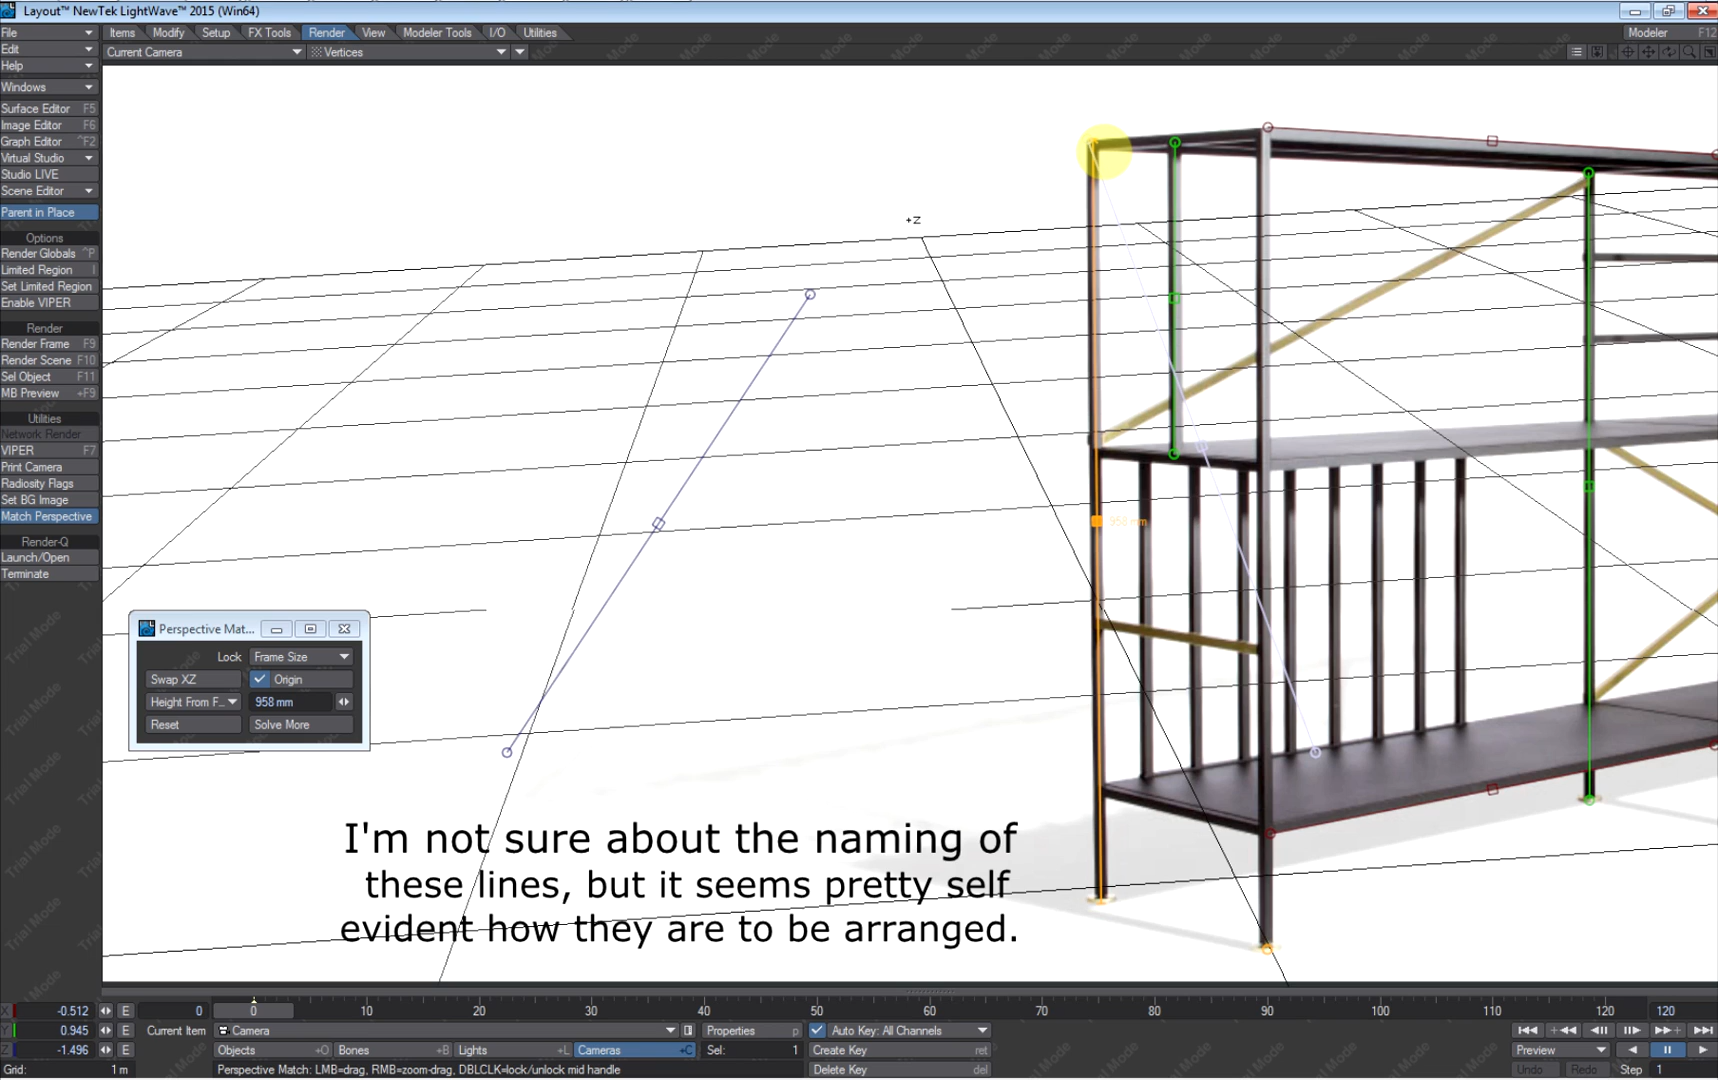 Layout™ NewTek LightWave™ 2015 (Win64)
File
Items
Modify
Setup
FX Tools
Render
View
Modeler Tools
I/O
Utilities
Modeler F12
Edit
Current Camera
Vertices
Help
Windows
Surface Editor F5
Image Editor F6
Graph Editor ^F2
Virtual Studio
Studio LIVE
Scene Editor
Parent in Place
Options
Render Globals ^P
Limited Region l
Set Limited Region
Enable VIPER
Render
Render Frame F9
Render Scene F10
Sel Object F11
MB Preview +F9
Utilities
Network Render
VIPER F7
Print Camera
Radiosity Flags
Set BG Image
Match Perspective
Render-Q
Launch/Open
Terminate
+Z
958 mm
Perspective Mat...
Lock Frame Size
Swap XZ Origin
Height From F... 958 mm
Reset Solve More
I'm not sure about the naming of
these lines, but it seems pretty self
evident how they are to be arranged.
Trial Mode
X -0.512 E 0 0 10 20 30 40 50 60 70 80 90 100 110 120 120
Y 0.945 E Current Item Camera Properties p Auto Key: All Channels
Z -1.496 E Objects +O Bones +B Lights +L Cameras +C Sel: 1 Create Key ret Preview
Grid: 1 m Perspective Match: LMB=drag, RMB=zoom-drag, DBLCLK=lock/unlock mid handle Delete Key del Undo Redo Step 1